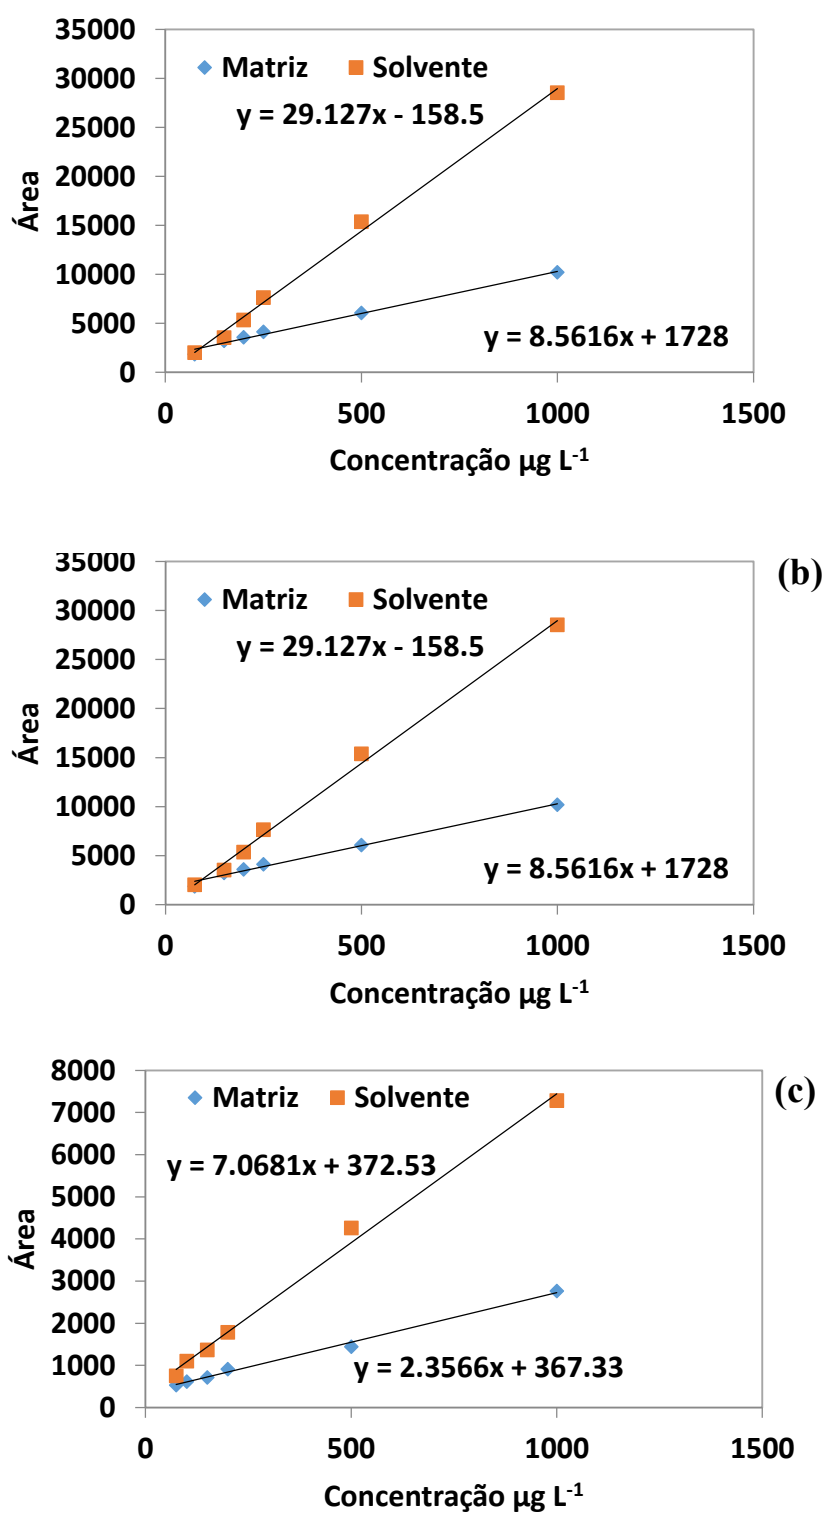 35000
30000
25000
20000
15000
10000
5000
0
Área
Matriz Solvente
y = 29.127x - 158.5
y = 8.5616x + 1728
0 500 1000 1500
Concentração µg L-1
(b)
35000
30000
25000
20000
15000
10000
5000
0
Área
Matriz Solvente
y = 29.127x - 158.5
y = 8.5616x + 1728
0 500 1000 1500
Concentração µg L-1
(c)
8000
7000
6000
5000
4000
3000
2000
1000
0
Área
Matriz Solvente
y = 7.0681x + 372.53
y = 2.3566x + 367.33
0 500 1000 1500
Concentração µg L-1